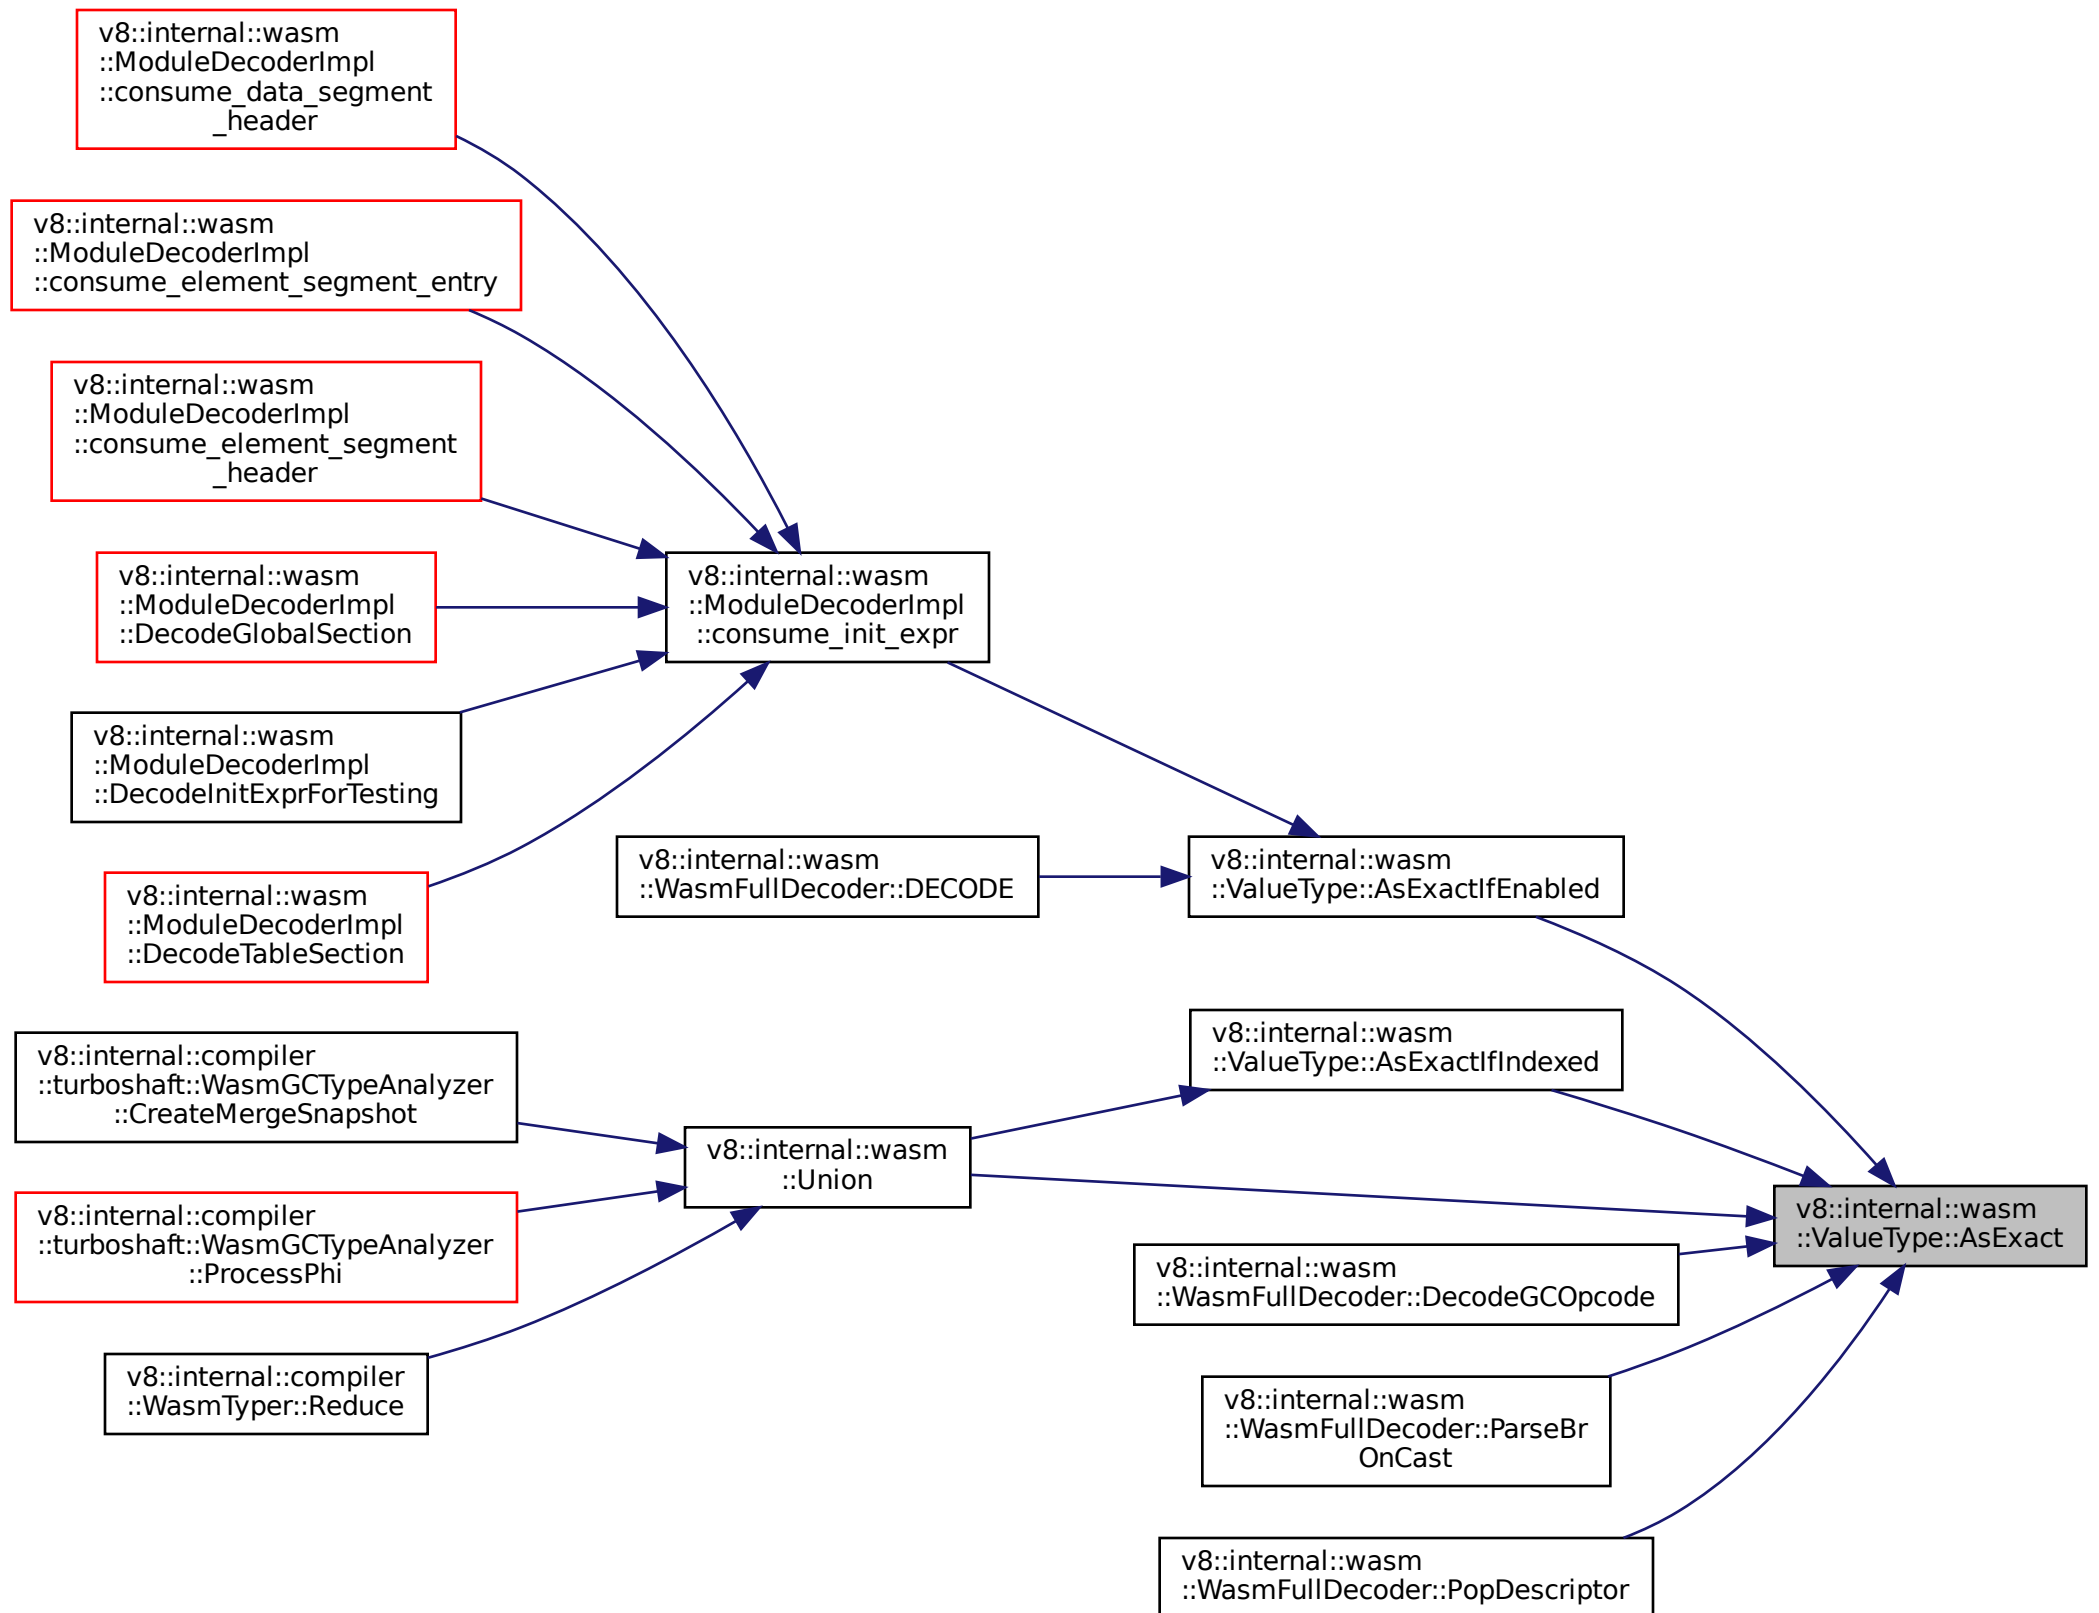 v8::internal::wasm
::ModuleDecoderImpl
::consume_data_segment
_header
v8::internal::wasm
::ModuleDecoderImpl
::consume_element_segment_entry
v8::internal::wasm
::ModuleDecoderImpl
::consume_element_segment
_header
v8::internal::wasm
::ModuleDecoderImpl
::DecodeGlobalSection
v8::internal::wasm
::ModuleDecoderImpl
::consume_init_expr
v8::internal::wasm
::ModuleDecoderImpl
::DecodeInitExprForTesting
v8::internal::wasm
::WasmFullDecoder::DECODE
v8::internal::wasm
::ValueType::AsExactIfEnabled
v8::internal::wasm
::ModuleDecoderImpl
::DecodeTableSection
v8::internal::wasm
::ValueType::AsExactIfIndexed
v8::internal::compiler
::turboshaft::WasmGCTypeAnalyzer
::CreateMergeSnapshot
v8::internal::wasm
::Union
v8::internal::wasm
::ValueType::AsExact
v8::internal::compiler
::turboshaft::WasmGCTypeAnalyzer
::ProcessPhi
v8::internal::wasm
::WasmFullDecoder::DecodeGCOpcode
v8::internal::compiler
::WasmTyper::Reduce
v8::internal::wasm
::WasmFullDecoder::ParseBr
OnCast
v8::internal::wasm
::WasmFullDecoder::PopDescriptor